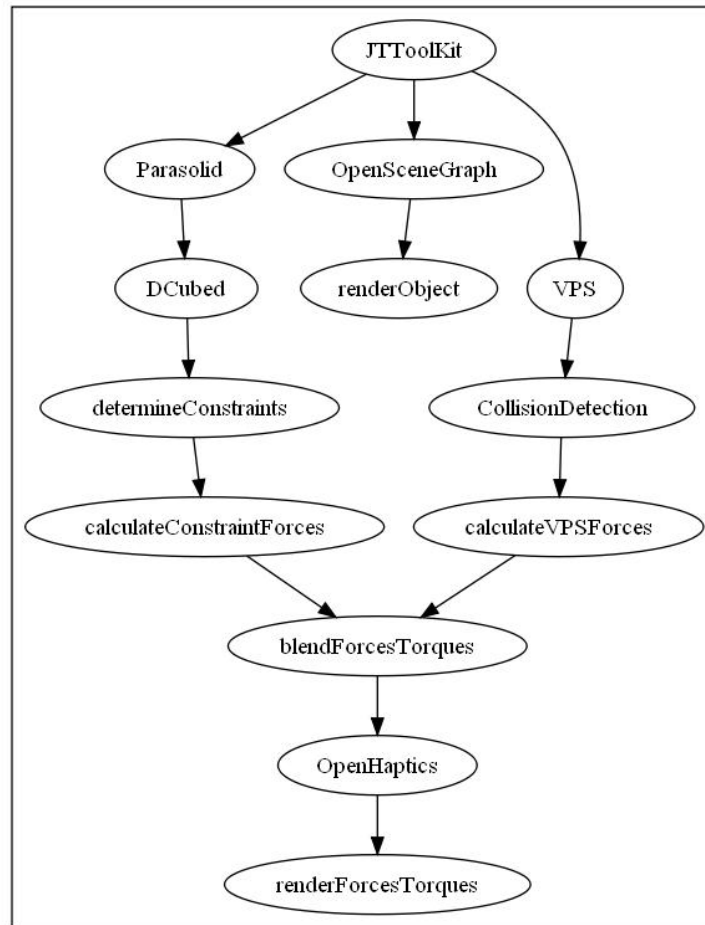 JTToolKit
Parasolid
OpenSceneGraph
DCubed
renderObject
VPS
determineConstraints
CollisionDetection
calculateConstraintForces
calculateVPSForces
blendForcesTorques
OpenHaptics
renderForcesTorques